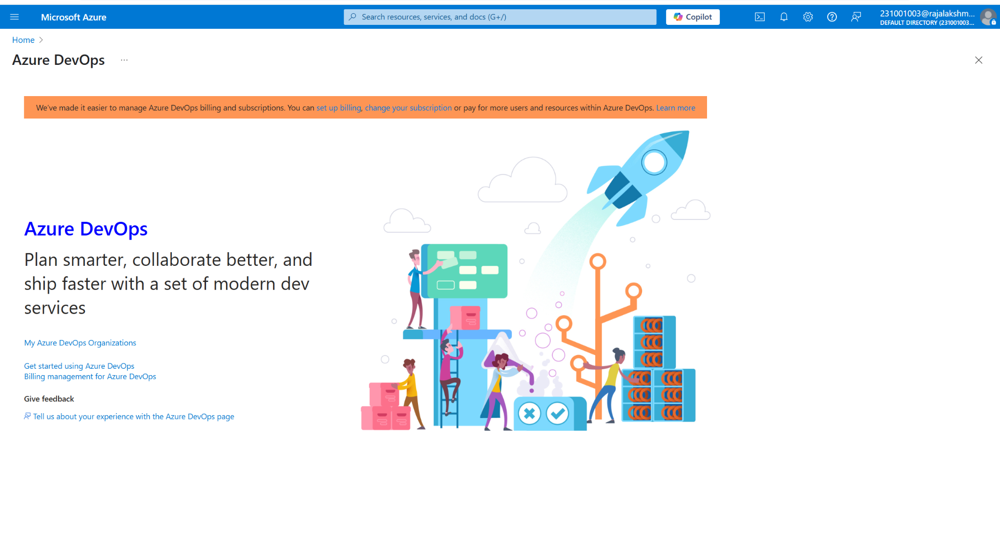 Microsoft Azure
Search resources, services, and docs (G+/)
Copilot
231001003@rajalakshm...
DEFAULT DIRECTORY (231001003...
Home
Azure DevOps
...
We've made it easier to manage Azure DevOps billing and subscriptions. You can set up billing, change your subscription or pay for more users and resources within Azure DevOps. Learn more
Azure DevOps
Plan smarter, collaborate better, and
ship faster with a set of modern dev
services
My Azure DevOps Organizations
Get started using Azure DevOps
Billing management for Azure DevOps
Give feedback
Tell us about your experience with the Azure DevOps page